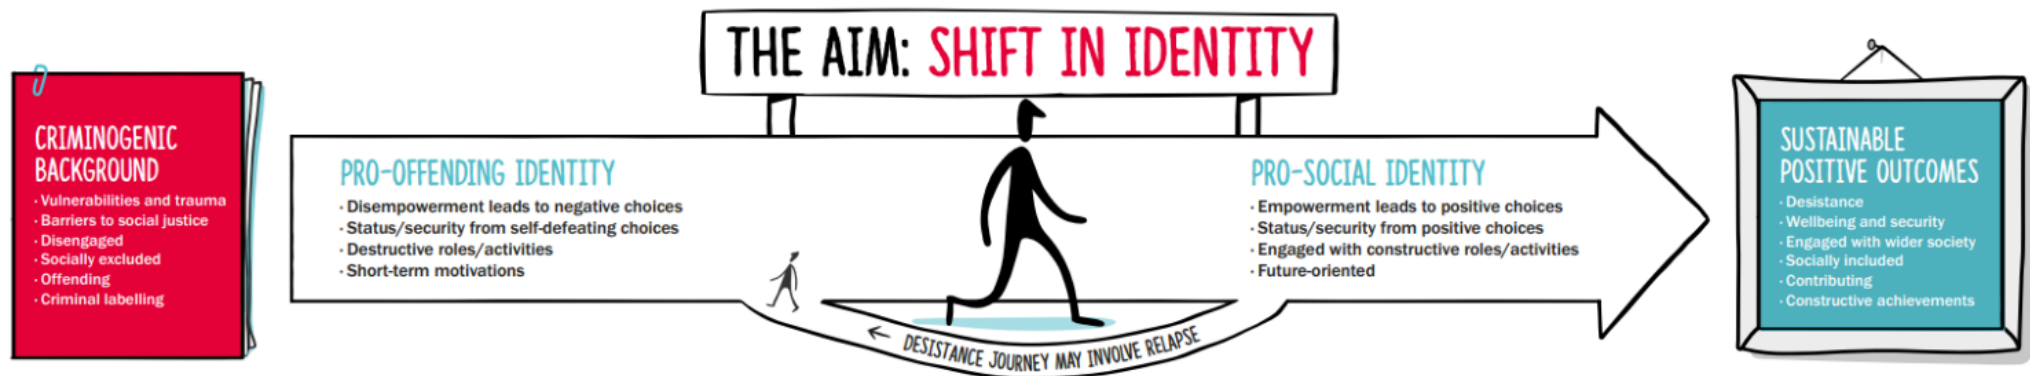 THE AIM: SHIFT IN IDENTITY
CRIMINOGENIC
BACKGROUND
· Vulnerabilities and trauma
· Barriers to social justice
· Disengaged
· Socially excluded
· Offending
· Criminal labelling
PRO-OFFENDING IDENTITY
· Disempowerment leads to negative choices
· Status/security from self-defeating choices
· Destructive roles/activities
· Short-term motivations
PRO-SOCIAL IDENTITY
· Empowerment leads to positive choices
· Status/security from positive choices
· Engaged with constructive roles/activities
· Future-oriented
← DESISTANCE JOURNEY MAY INVOLVE RELAPSE
SUSTAINABLE
POSITIVE OUTCOMES
· Desistance
· Wellbeing and security
· Engaged with wider society
· Socially included
· Contributing
· Constructive achievements